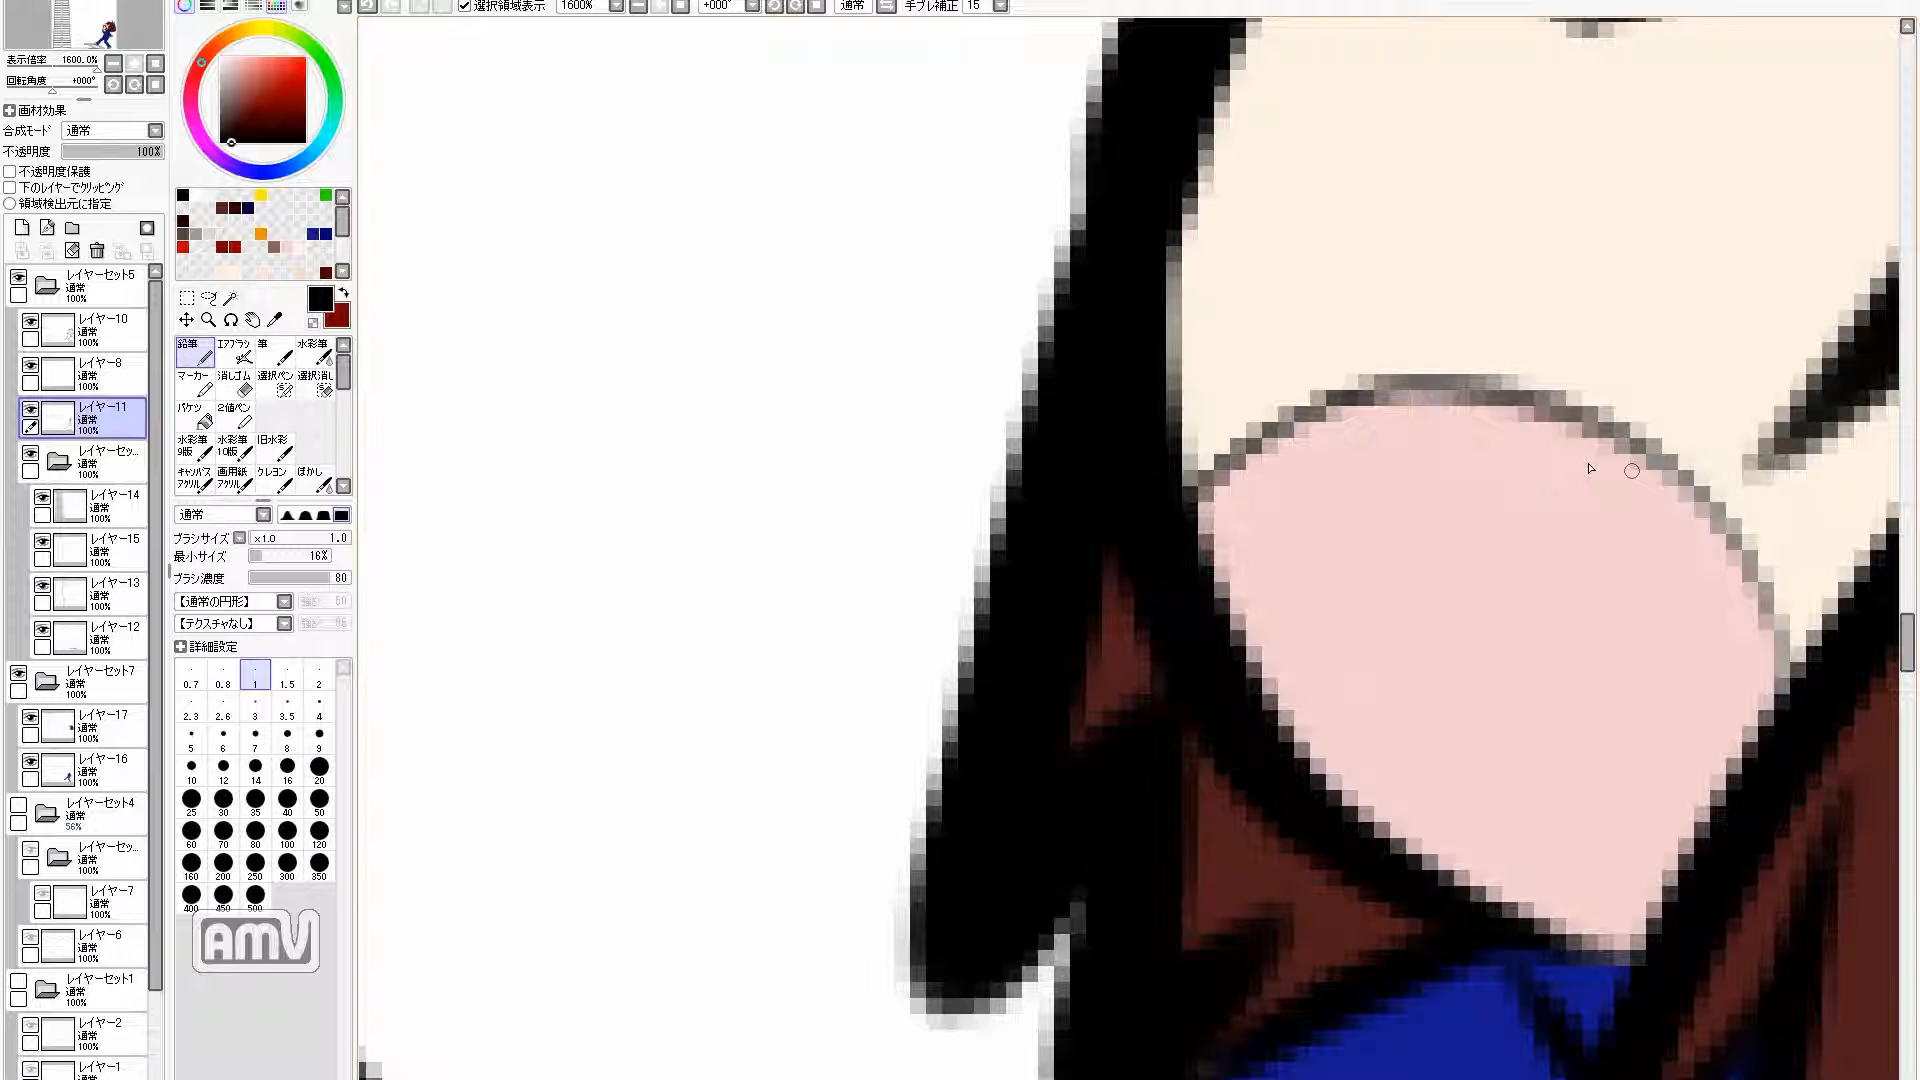 選択領域表示 1600% +000° 通常 手ブレ補正 15
表示倍率 1600.0%
回転角度 +000°
画材効果
合成モード 通常
不透明度 100%
不透明度保護
下のレイヤーでクリッピング
領域検出元に指定
レイヤーセット5
通常
100%
レイヤー10
通常
100%
レイヤー8
通常
100%
レイヤー11
通常
100%
レイヤーセッ...
通常
100%
レイヤー14
通常
100%
レイヤー15
通常
100%
レイヤー13
通常
100%
レイヤー12
通常
100%
レイヤーセット7
通常
100%
レイヤー17
通常
100%
レイヤー16
通常
100%
レイヤーセット4
通常
56%
レイヤーセッ...
通常
100%
レイヤー7
通常
100%
レイヤー6
通常
100%
レイヤーセット1
通常
100%
レイヤー2
通常
100%
レイヤー1
通常
鉛筆 エアブラシ 筆 水彩筆
マーカー 消しゴム 選択ペン 選択消し
バケツ 2値ペン
水彩筆 水彩筆 旧水彩
9版 10版
キャンバス 画用紙 クレヨン ぼかし
アクリル アクリル
通常
ブラシサイズ x1.0 1.0
最小サイズ 16%
ブラシ濃度 80
【通常の円形】 強さ 50
【テクスチャなし】 強さ 95
詳細設定
0.7 0.8 1 1.5 2
2.3 2.6 3 3.5 4
5 6 7 8 9
10 12 14 16 20
25 30 35 40 50
60 70 80 100 120
160 200 250 300 350
400 450 500
AMV